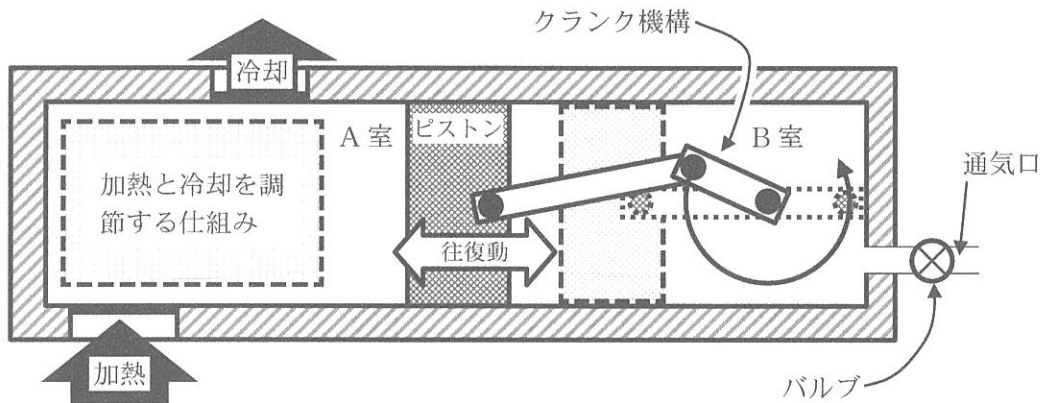 クランク機構
冷却
ピストン
A 室
B 室
通気口
加熱と冷却を調
節する仕組み
往復動
加熱
バルブ